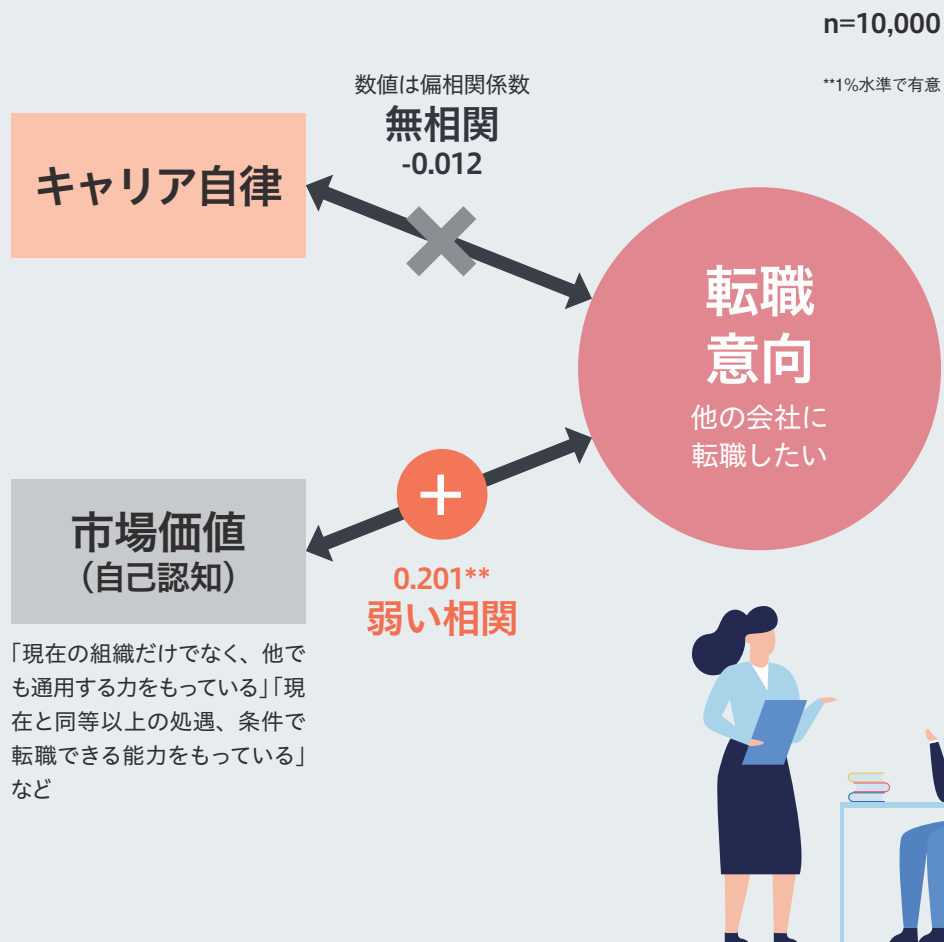 n=10,000
**1%水準で有意
数値は偏相関係数
無相関
-0.012
キャリア自律
転職
意向
他の会社に
転職したい
市場価値
（自己認知）
0.201**
弱い相関
「現在の組織だけでなく、他で
も通用する力をもっている」「現
在と同等以上の処遇、条件で
転職できる能力をもっている」
など